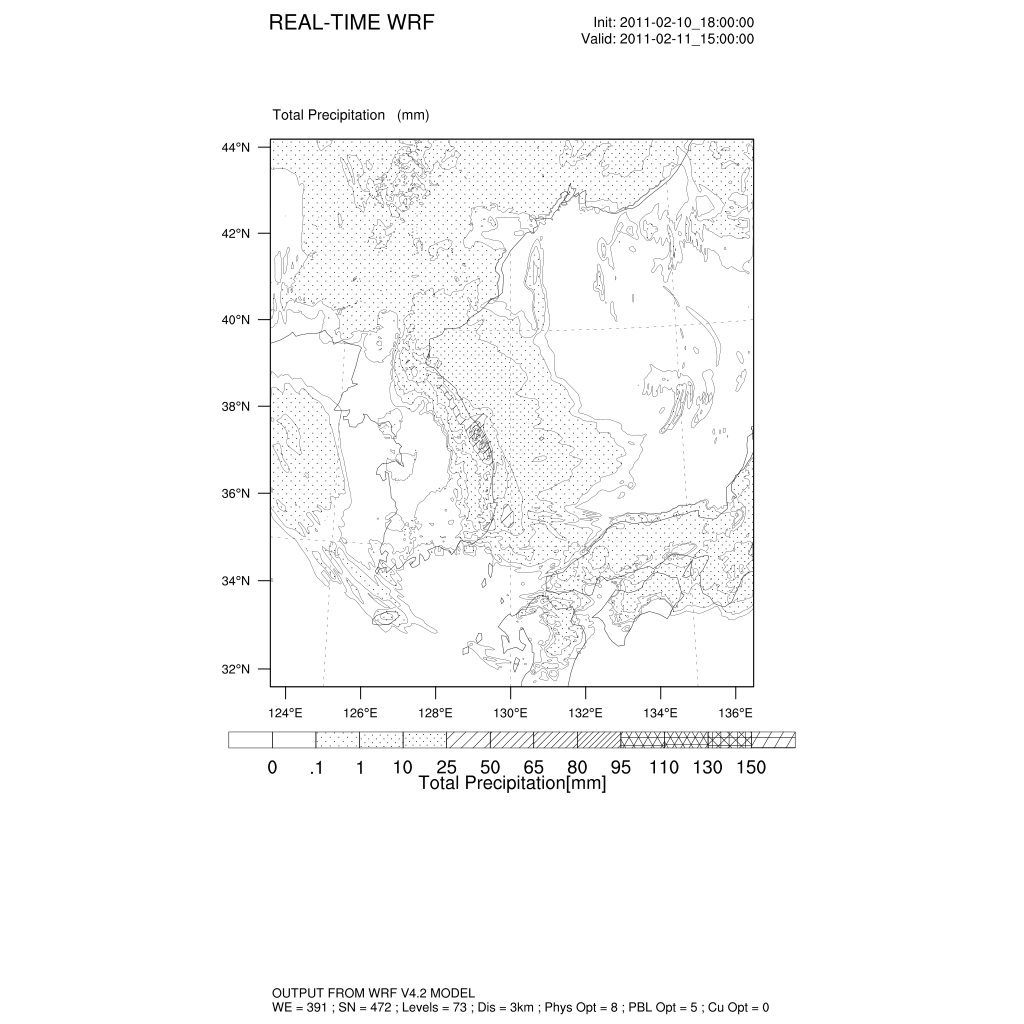 REAL-TIME WRF
Init: 2011-02-10_18:00:00
Valid: 2011-02-11_15:00:00
Total Precipitation (mm)
44°N
42°N
40°N
38°N
36°N
34°N
32°N
124°E 126°E 128°E 130°E 132°E 134°E 136°E
0 .1 1 10 25 50 65 80 95 110 130 150
Total Precipitation[mm]
OUTPUT FROM WRF V4.2 MODEL
WE = 391 ; SN = 472 ; Levels = 73 ; Dis = 3km ; Phys Opt = 8 ; PBL Opt = 5 ; Cu Opt = 0